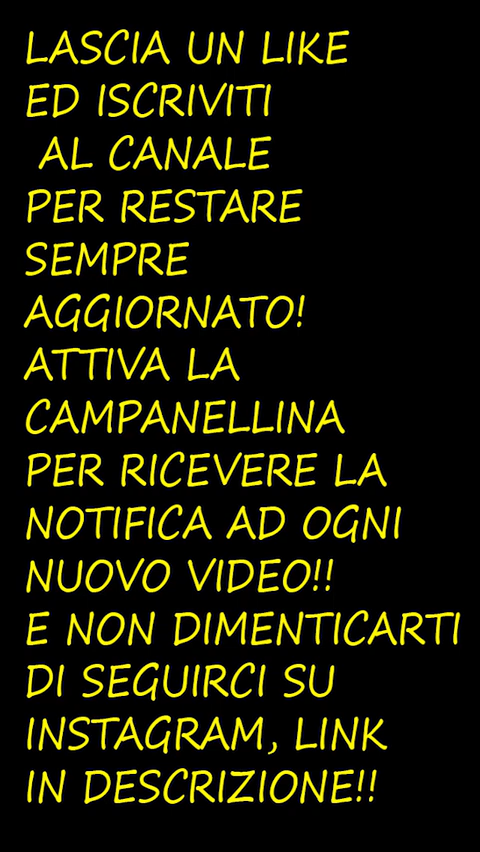 LASCIA UN LIKE
ED ISCRIVITI
AL CANALE
PER RESTARE
SEMPRE
AGGIORNATO!
ATTIVA LA
CAMPANELLINA
PER RICEVERE LA
NOTIFICA AD OGNI
NUOVO VIDEO!!
E NON DIMENTICARTI
DI SEGUIRCI SU
INSTAGRAM, LINK
IN DESCRIZIONE!!